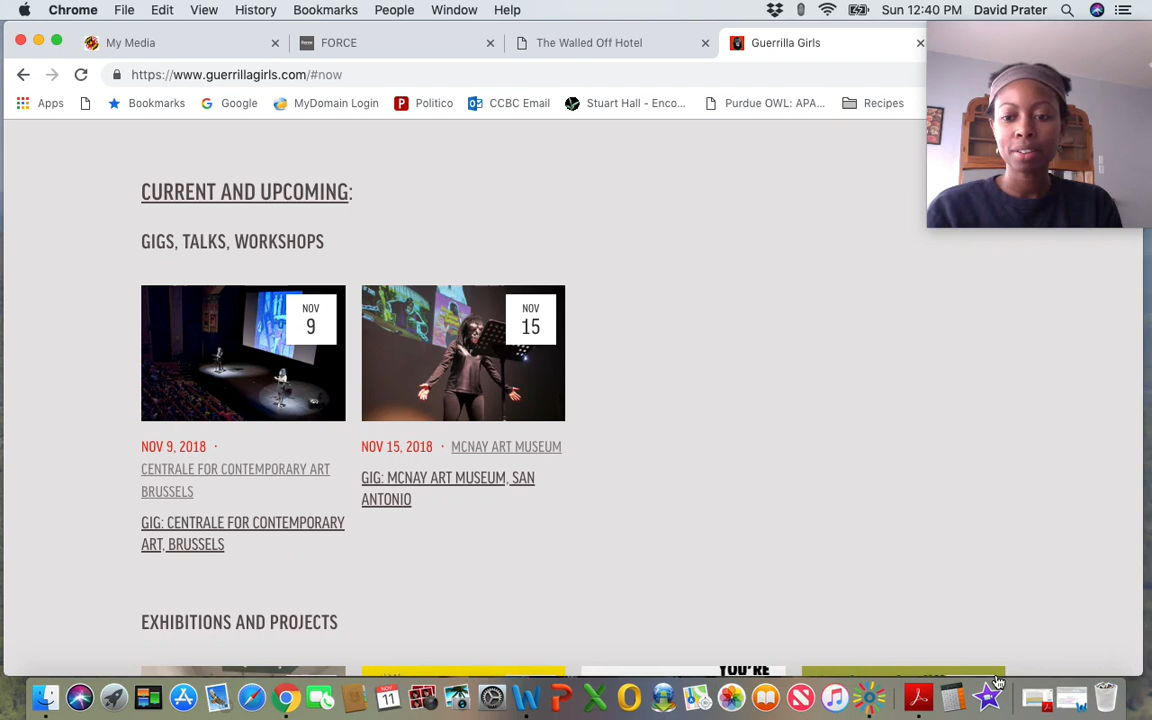 Chrome File Edit View History Bookmarks People Window Help Sun 12:40 PM David Prater
My Media FORCE The Walled Off Hotel Guerrilla Girls
https://www.guerrillagirls.com/#now
Apps Bookmarks Google MyDomain Login Politico CCBC Email Stuart Hall - Enco... Purdue OWL: APA... Recipes
CURRENT AND UPCOMING:
GIGS, TALKS, WORKSHOPS
NOV
9
NOV
15
NOV 9, 2018 ·
CENTRALE FOR CONTEMPORARY ART
BRUSSELS
GIG: CENTRALE FOR CONTEMPORARY
ART, BRUSSELS
NOV 15, 2018 · MCNAY ART MUSEUM
GIG: MCNAY ART MUSEUM, SAN
ANTONIO
EXHIBITIONS AND PROJECTS
YOU'RE
11